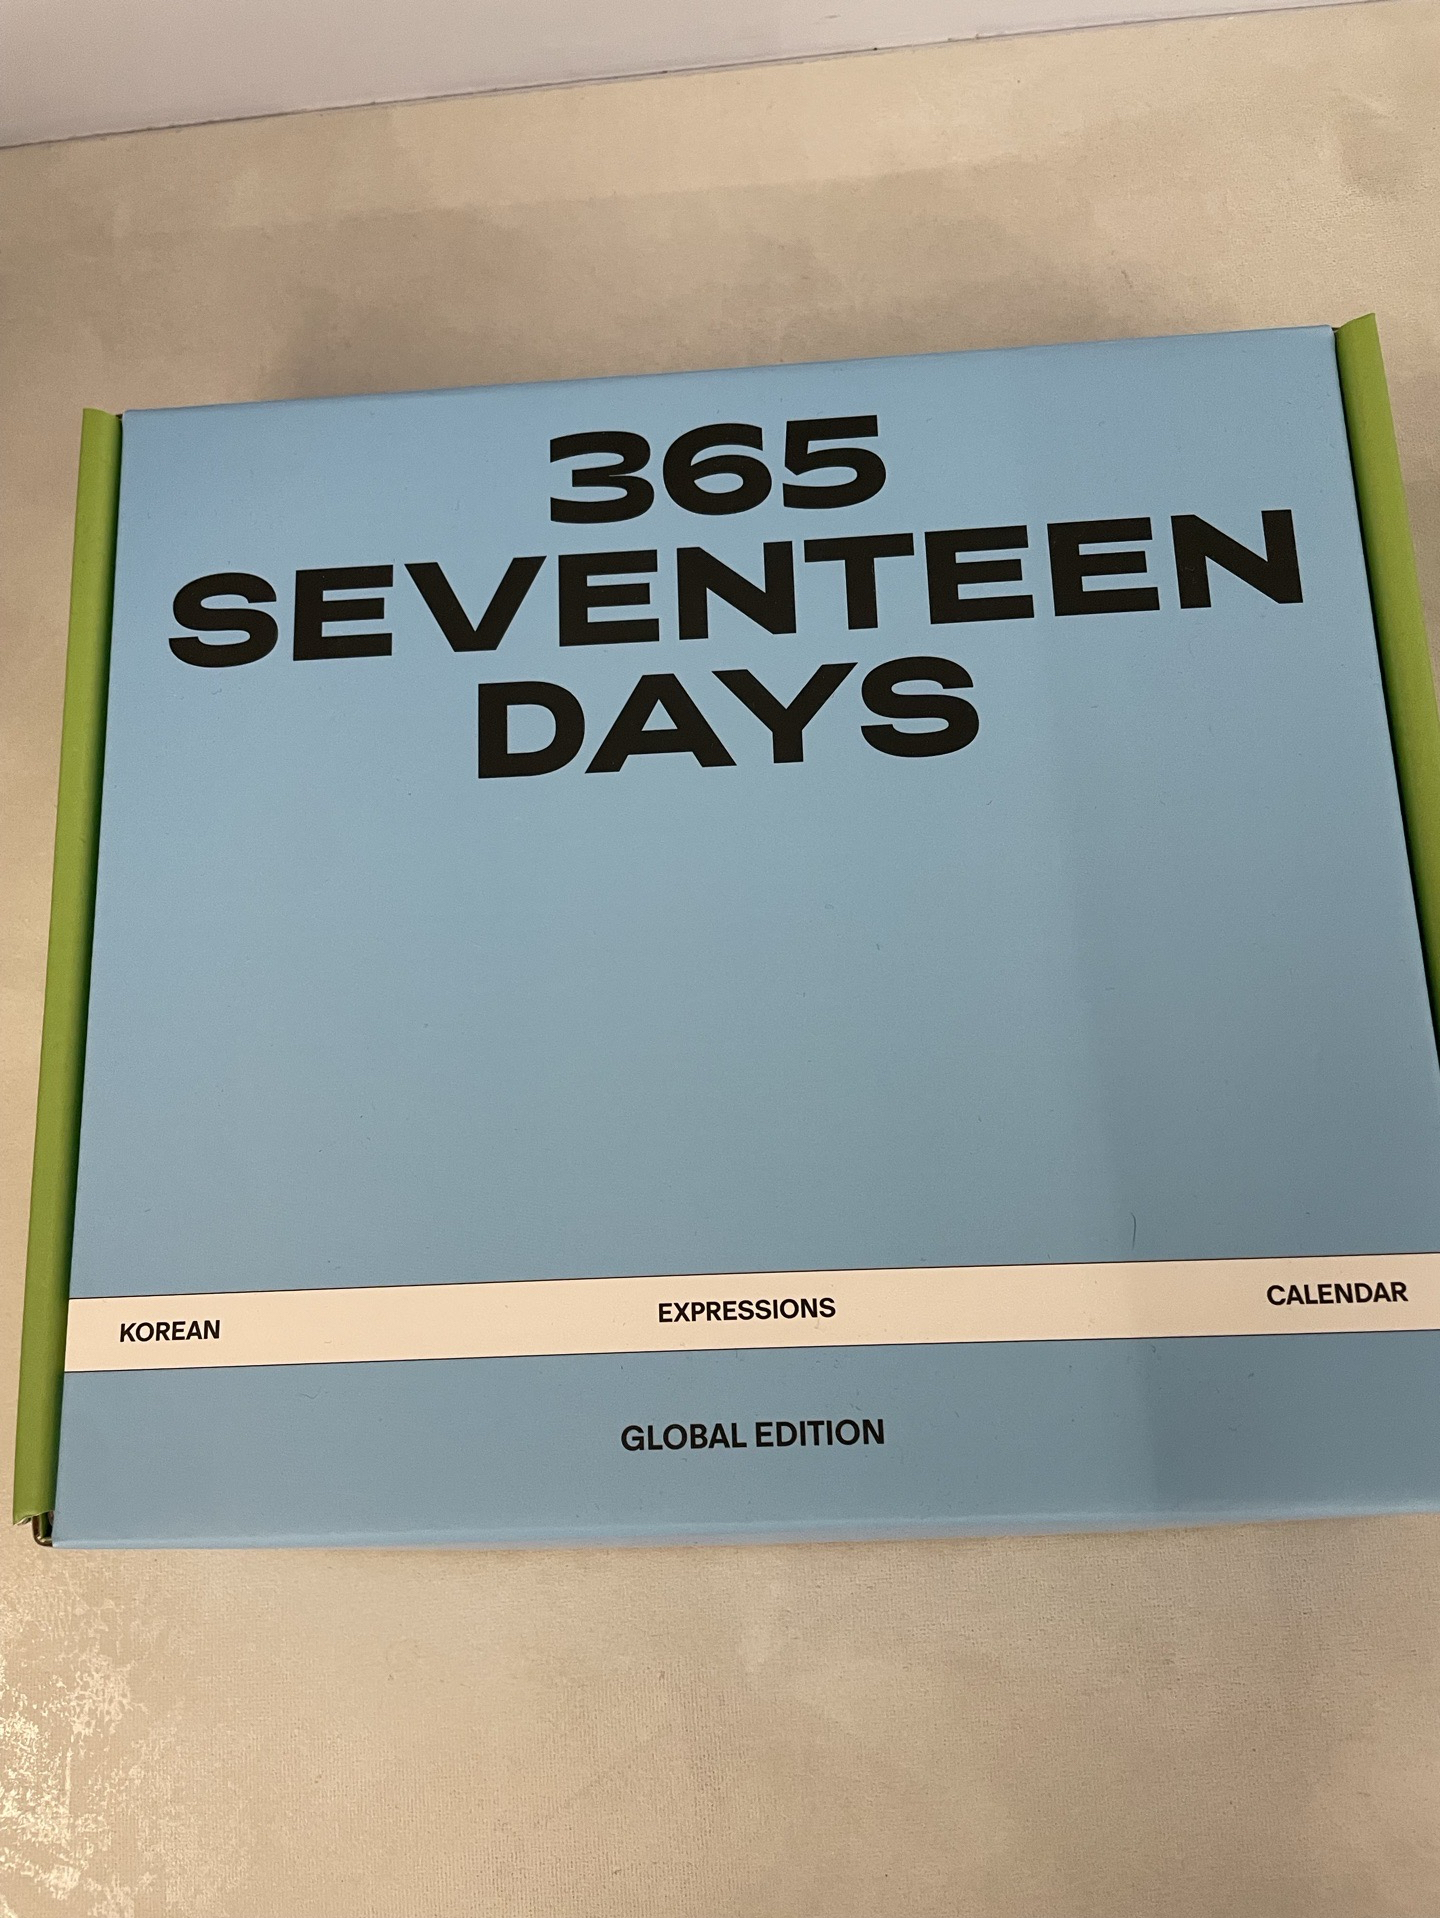 365
SEVENTEEN
DAYS
KOREAN EXPRESSIONS CALENDAR
GLOBAL EDITION